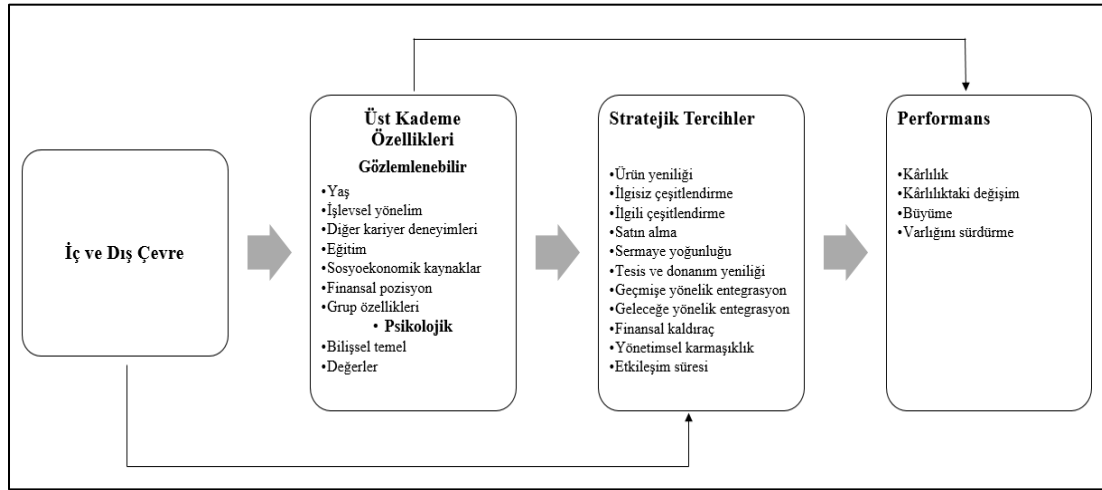 İç ve Dış Çevre
Üst Kademe
Özellikleri
Gözlemlenebilir
•Yaş
•İşlevsel yönelim
•Diğer kariyer deneyimleri
•Eğitim
•Sosyoekonomik kaynaklar
•Finansal pozisyon
•Grup özellikleri
• Psikolojik
•Bilişsel temel
•Değerler
Stratejik Tercihler
•Ürün yeniliği
•İlgisiz çeşitlendirme
•İlgili çeşitlendirme
•Satın alma
•Sermaye yoğunluğu
•Tesis ve donanım yeniliği
•Geçmişe yönelik entegrasyon
•Geleceğe yönelik entegrasyon
•Finansal kaldıraç
•Yönetimsel karmaşıklık
•Etkileşim süresi
Performans
•Kârlılık
•Kârlılıktaki değişim
•Büyüme
•Varlığını sürdürme